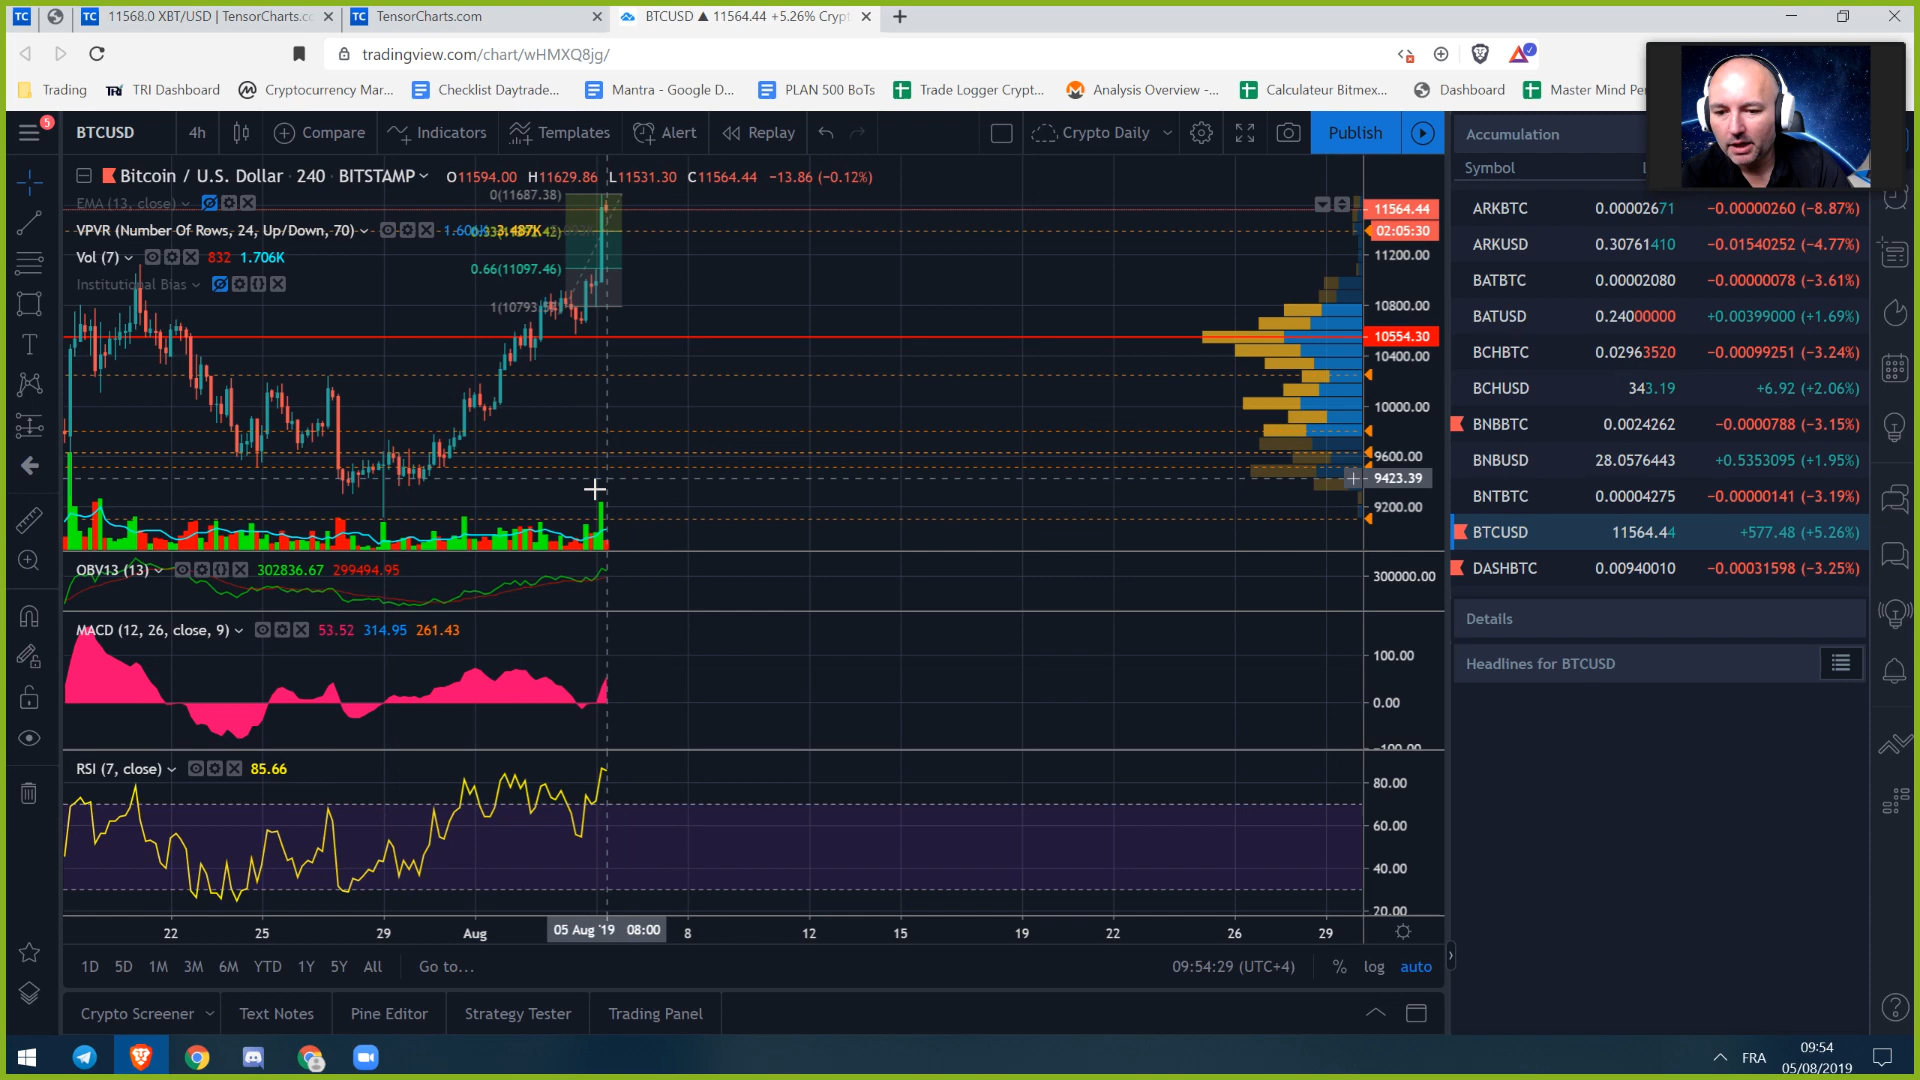 11568.0 XBT/USD | TensorCharts.co
TensorCharts.com
BTCUSD ▲ 11564.44 +5.26% Crypt
tradingview.com/chart/wHMXQ8jg/
Trading
TRI Dashboard
Cryptocurrency Mar...
Checklist Daytrade...
Mantra - Google D...
PLAN 500 BoTs
Trade Logger Crypt...
Analysis Overview -...
Calculateur Bitmex...
Dashboard
Master Mind Pe
5
BTCUSD
4h
Compare
Indicators
Templates
Alert
Replay
Crypto Daily
Publish
Accumulation
Symbol
L
Bitcoin / U.S. Dollar · 240 · BITSTAMP O11594.00 H11629.86 L11531.30 C11564.44 −13.86 (−0.12%)
EMA (13, close)
0(11687.38)
VPVR (Number Of Rows, 24, Up/Down, 70)
3.487K
Vol (7) 832 1.706K
0.66(11097.46)
Institutional Bias
11564.44
02:05:30
11200.00
10800.00
10554.30
10400.00
10000.00
9600.00
9423.39
9200.00
OBV13 (13) 302836.67 299494.95
300000.00
MACD (12, 26, close, 9) 53.52 314.95 261.43
100.00
0.00
−100.00
RSI (7, close) 85.66
80.00
60.00
40.00
20.00
22 25 29 Aug 05 Aug '19 08:00 8 12 15 19 22 26 29
1D 5D 1M 3M 6M YTD 1Y 5Y All Go to...
09:54:29 (UTC+4) % log auto
Crypto Screener
Text Notes
Pine Editor
Strategy Tester
Trading Panel
ARKBTC 0.00002671 −0.00000260 (−8.87%)
ARKUSD 0.30761410 −0.01540252 (−4.77%)
BATBTC 0.00002080 −0.00000078 (−3.61%)
BATUSD 0.24000000 +0.00399000 (+1.69%)
BCHBTC 0.02963520 −0.00099251 (−3.24%)
BCHUSD 343.19 +6.92 (+2.06%)
BNBBTC 0.0024262 −0.0000788 (−3.15%)
BNBUSD 28.0576443 +0.5353095 (+1.95%)
BNTBTC 0.00004275 −0.00000141 (−3.19%)
BTCUSD 11564.44 +577.48 (+5.26%)
DASHBTC 0.00940010 −0.00031598 (−3.25%)
Details
Headlines for BTCUSD
FRA
09:54
05/08/2019